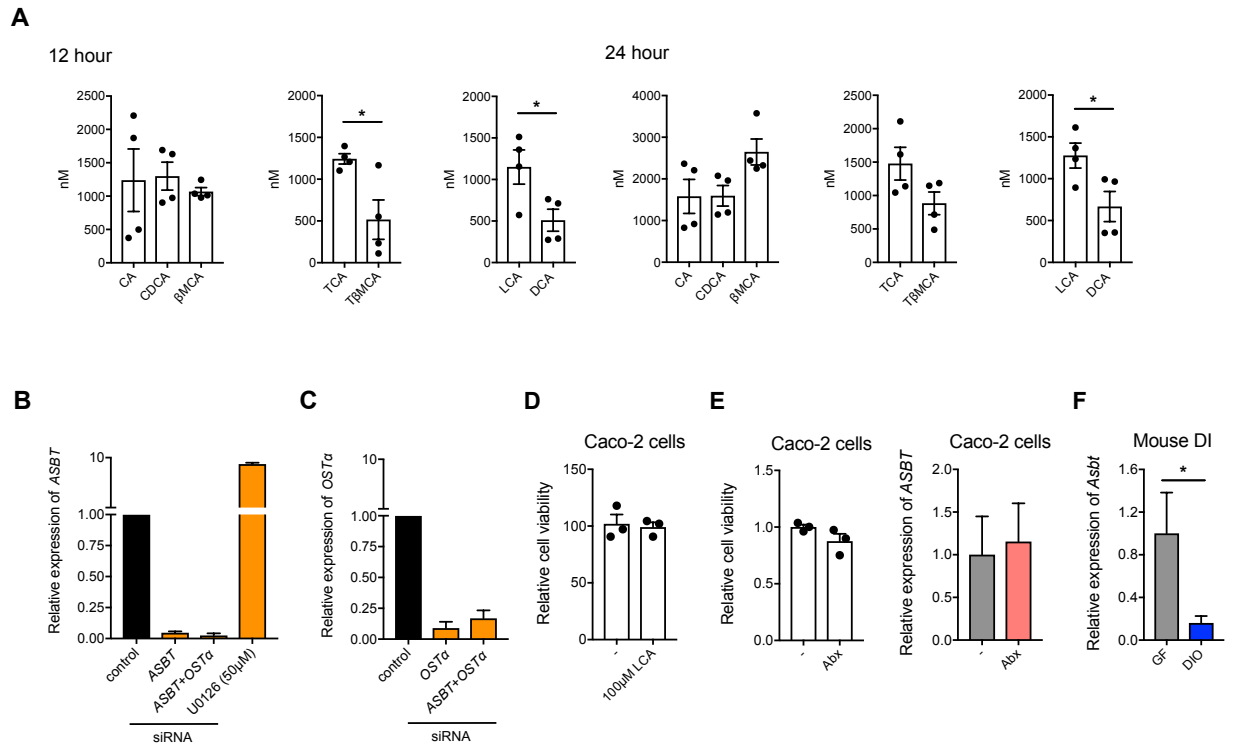 A
12 hour
24 hour
nM
2500
2000
1500
1000
500
0
CA
CDCA
βMCA
nM
2000
1500
1000
500
0
*
TCA
TβMCA
nM
2000
1500
1000
500
0
*
LCA
DCA
nM
4000
3000
2000
1000
0
CA
CDCA
βMCA
nM
2500
2000
1500
1000
500
0
TCA
TβMCA
nM
2000
1500
1000
500
0
*
LCA
DCA
B
Relative expression of ASBT
10
1.00
0.75
0.50
0.25
0.00
control
ASBT
ASBT+OSTα
U0126 (50μM)
siRNA
C
Relative expression of OSTα
10
1.00
0.75
0.50
0.25
0.00
control
OSTα
ASBT+OSTα
siRNA
D
Caco-2 cells
Relative cell viability
150
100
50
0
-
100μM LCA
E
Caco-2 cells
Relative cell viability
1.5
1.0
0.5
0.0
-
Abx
Caco-2 cells
Relative expression of ASBT
2.0
1.5
1.0
0.5
0.0
-
Abx
F
Mouse DI
Relative expression of Asbt
1.6
1.2
0.8
0.4
0.0
*
GF
DIO